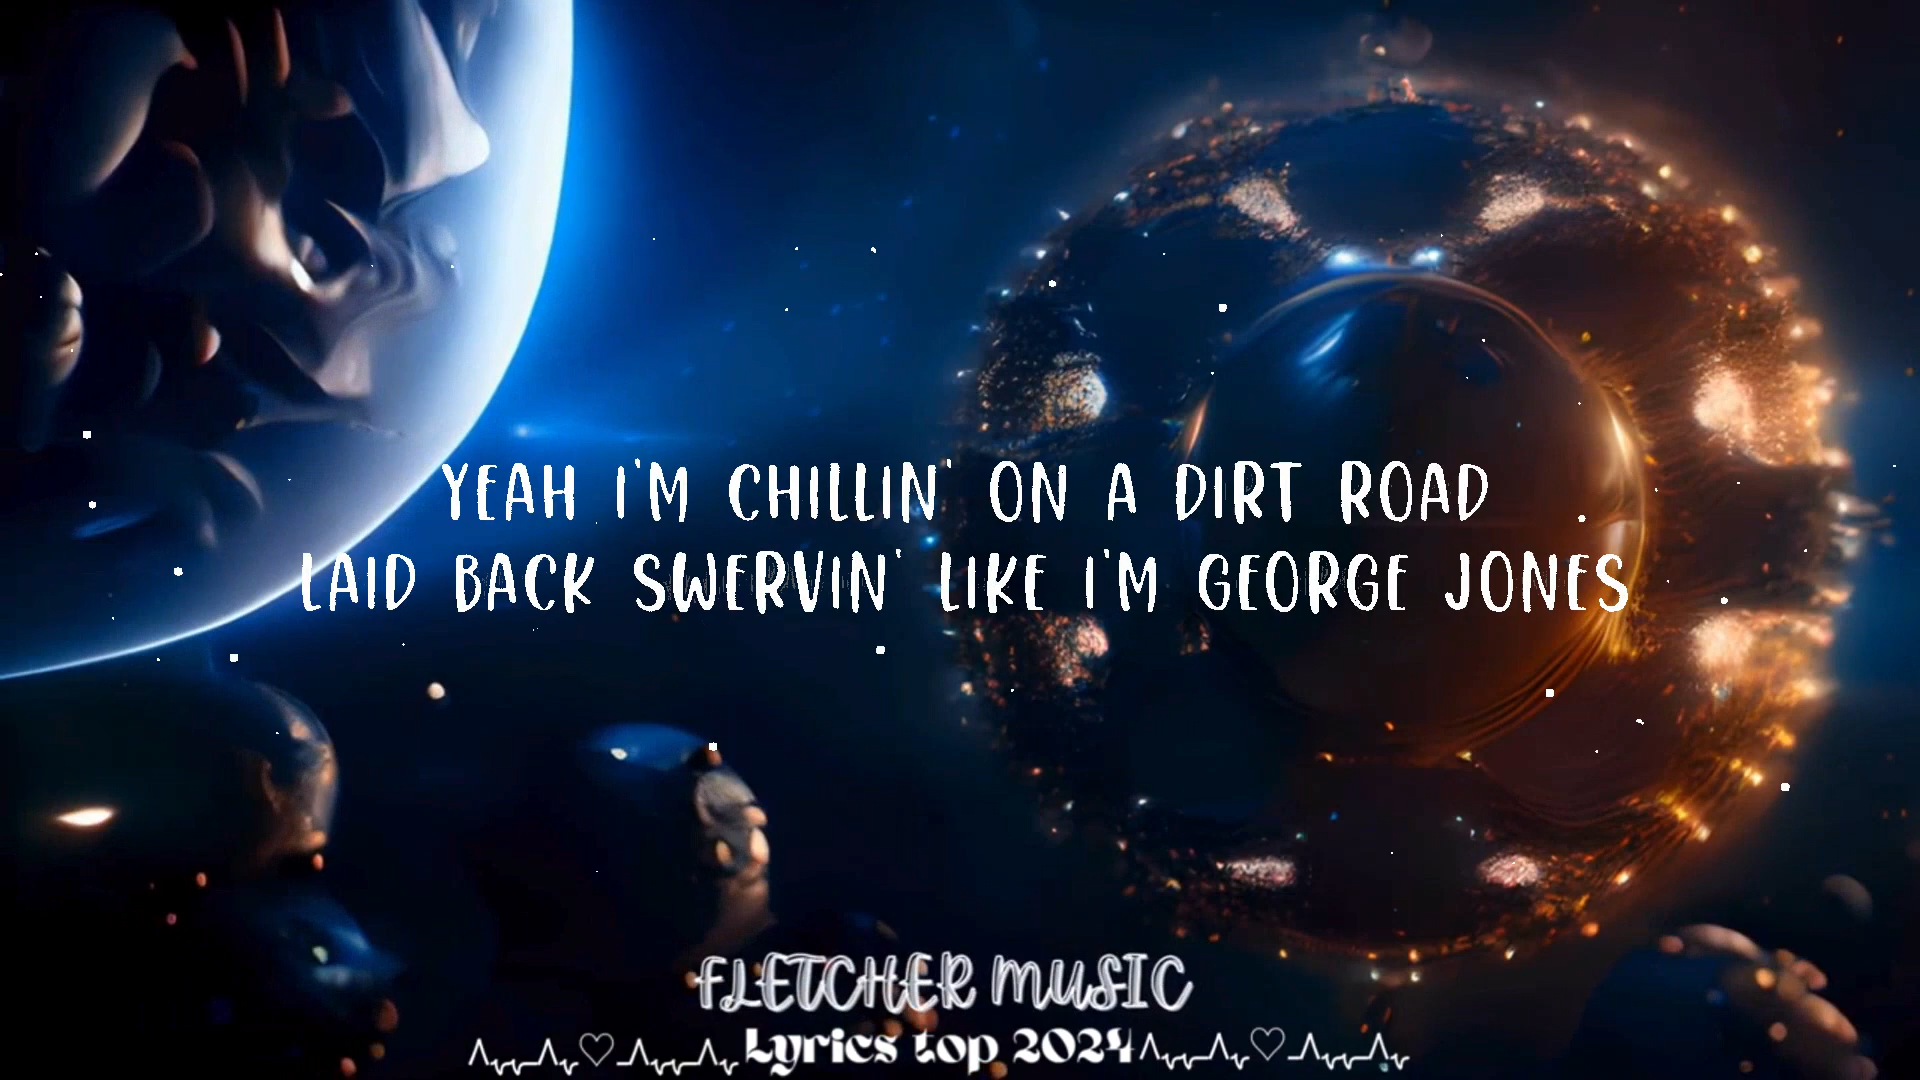 YEAH I'M CHILLIN' ON A DIRT ROAD
LAID BACK SWERVIN' LIKE I'M GEORGE JONES
FLETCHER MUSIC
Lyrics top 2024